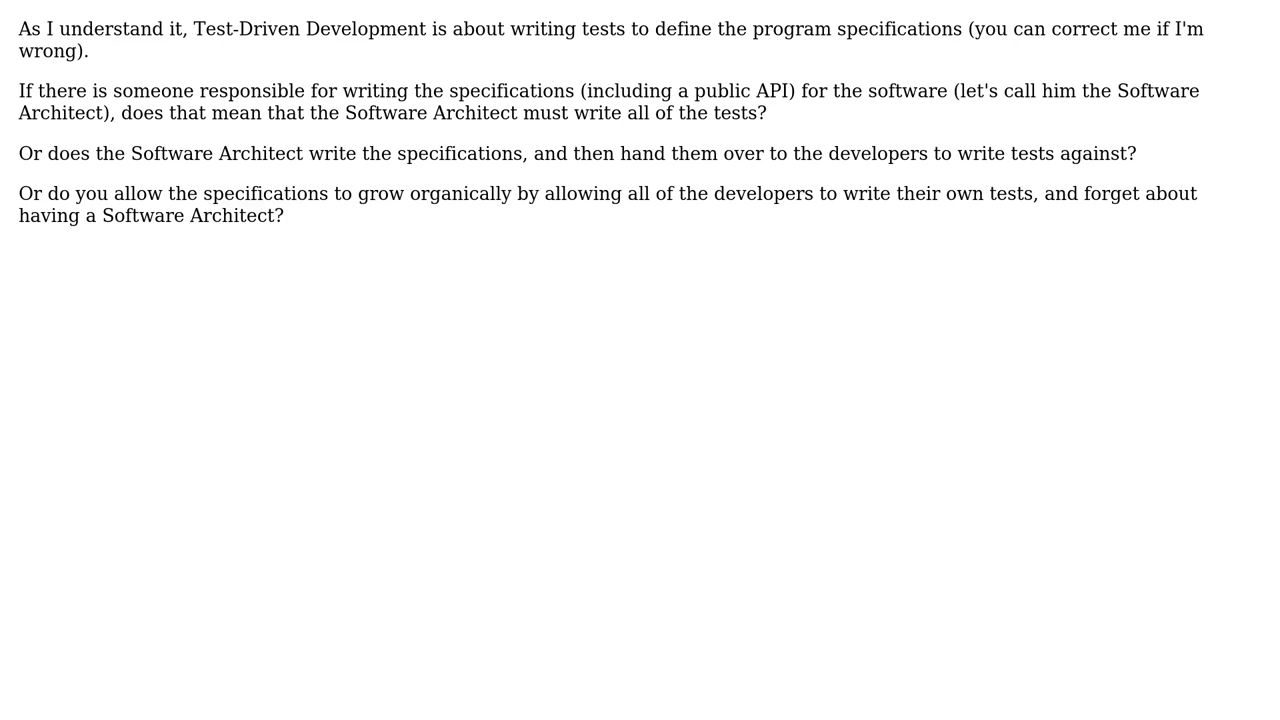 As I understand it, Test-Driven Development is about writing tests to define the program specifications (you can correct me if I'm
wrong).
If there is someone responsible for writing the specifications (including a public API) for the software (let's call him the Software
Architect), does that mean that the Software Architect must write all of the tests?
Or does the Software Architect write the specifications, and then hand them over to the developers to write tests against?
Or do you allow the specifications to grow organically by allowing all of the developers to write their own tests, and forget about
having a Software Architect?